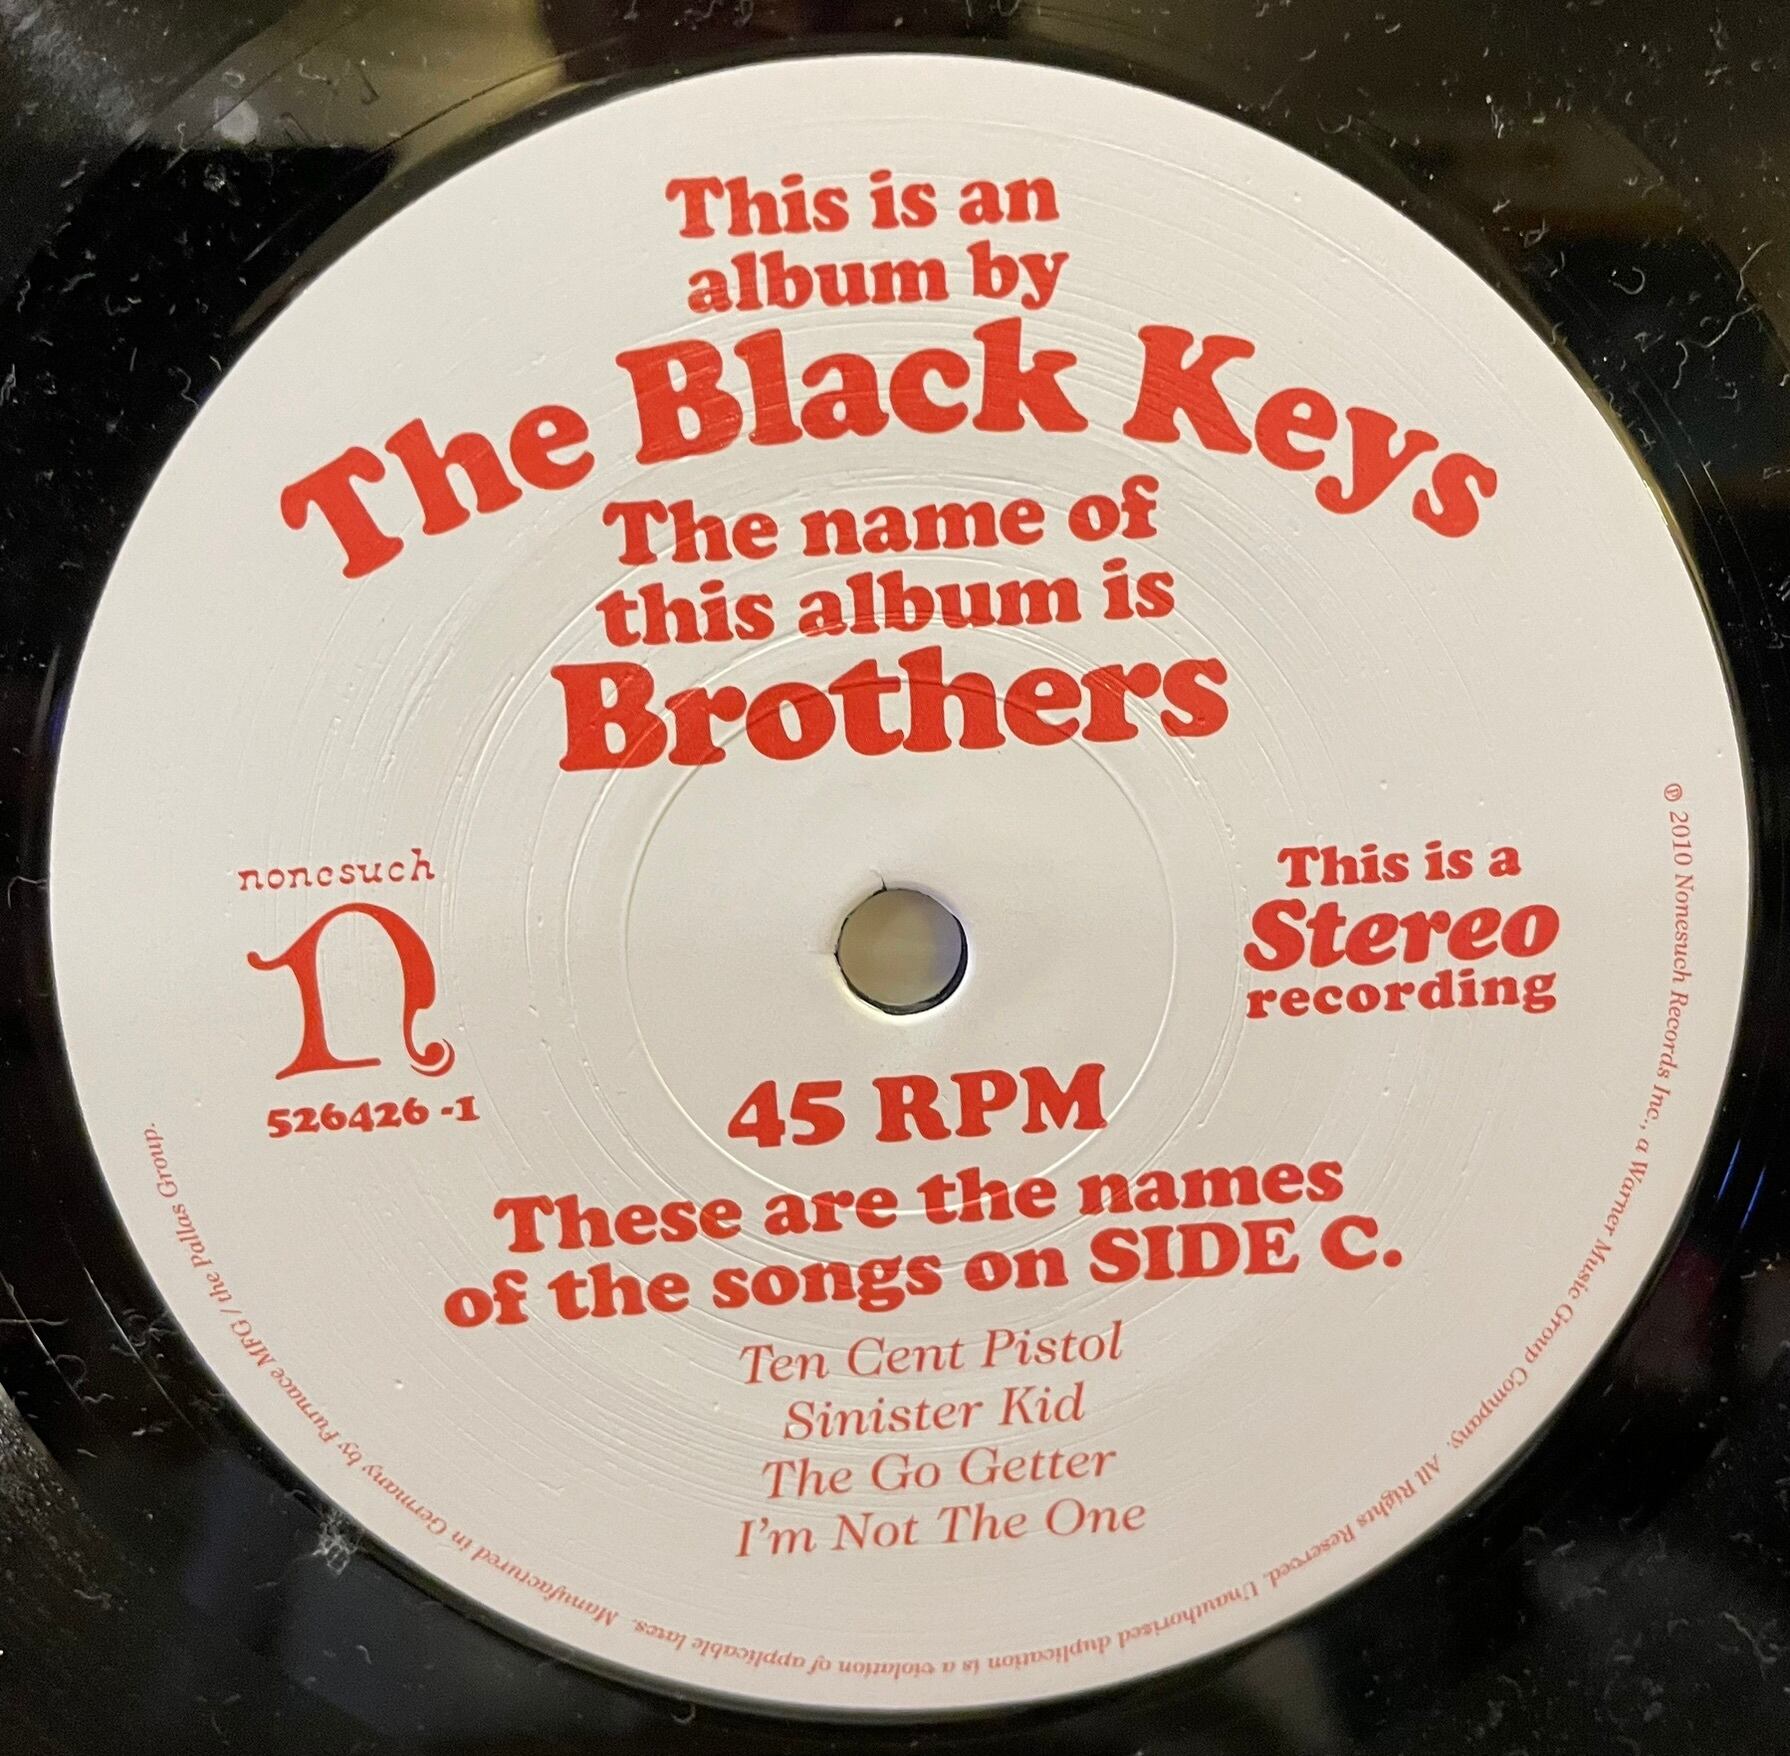 This is an
album by
The Black Keys
The name of
this album is
Brothers
nonesuch
n
526426 -1
This is a
Stereo
recording
45 RPM
These are the names
of the songs on SIDE C.
Ten Cent Pistol
Sinister Kid
The Go Getter
I'm Not The One
℗ 2010 Nonesuch Records Inc., a Warner Music Group Company. All Rights Reserved. Unauthorized duplication is a violation of applicable laws. Manufactured in Germany by Furnace MFG / the Pallas Group.